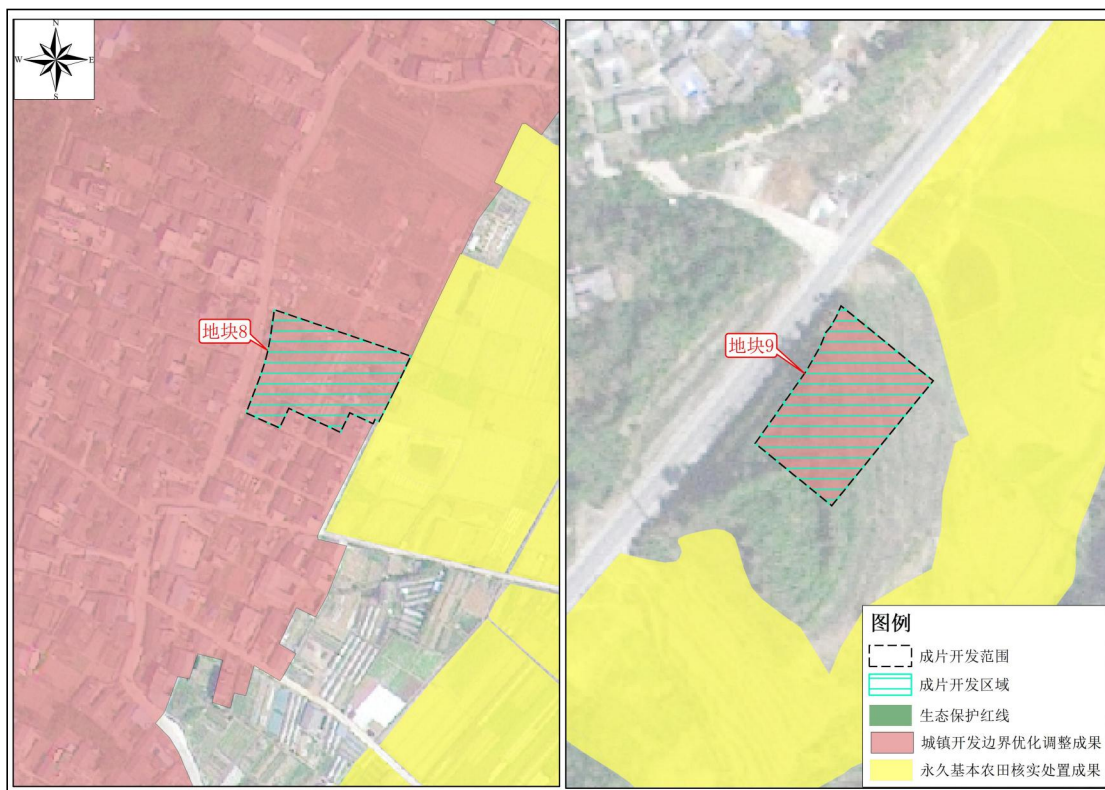 N
W
E
S
地块8
地块9
图例
成片开发范围
成片开发区域
生态保护红线
城镇开发边界优化调整成果
永久基本农田核实处置成果